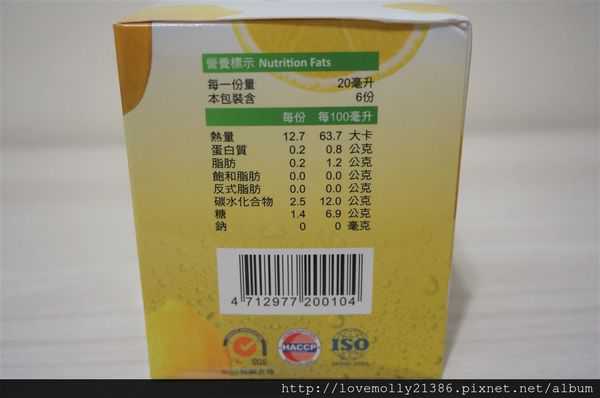 營養標示 Nutrition Fats
每一份量 20毫升
本包裝含 6份
每份 每100毫升
熱量 12.7 63.7 大卡
蛋白質 0.2 0.8 公克
脂肪 0.2 1.2 公克
飽和脂肪 0.0 0.0 公克
反式脂肪 0.0 0.0 公克
碳水化合物 2.5 12.0 公克
糖 1.4 6.9 公克
鈉 0 0 毫克
4 712977 200104
HACCP
ISO
http://lovemolly21386.pixnet.net/album